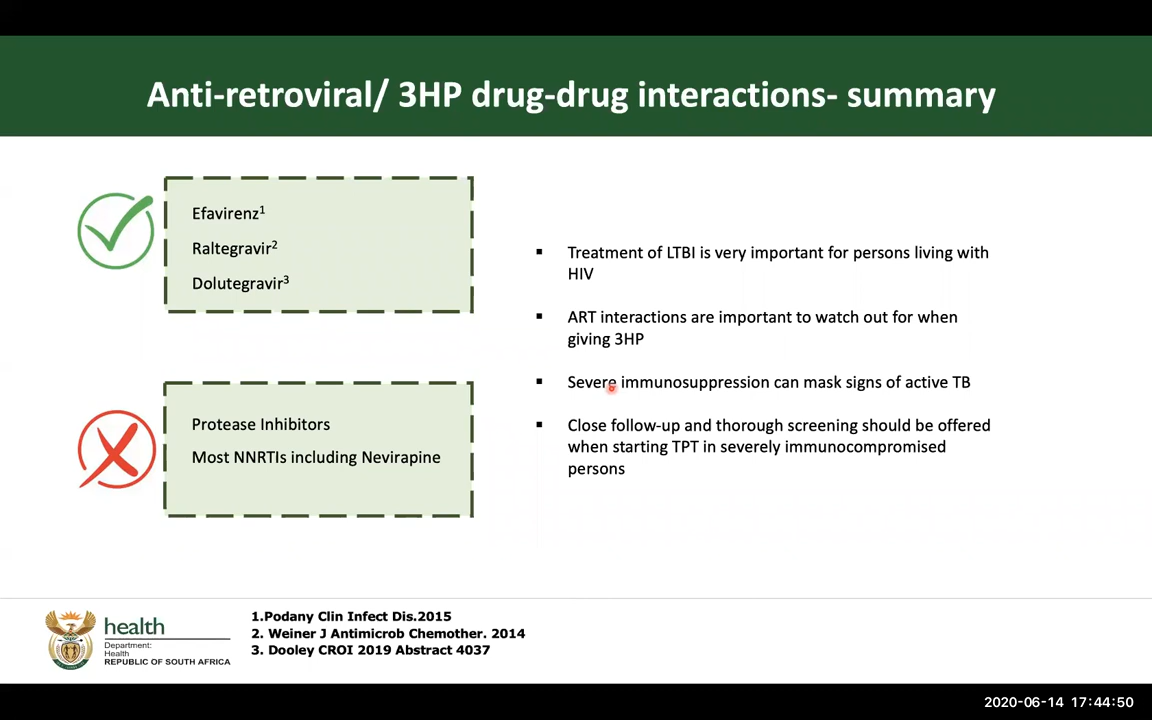 Anti-retroviral/ 3HP drug-drug interactions- summary
Efavirenz1
Raltegravir2
Dolutegravir3
Protease Inhibitors
Most NNRTIs including Nevirapine
▪ Treatment of LTBI is very important for persons living with
HIV
▪ ART interactions are important to watch out for when
giving 3HP
▪ Severe immunosuppression can mask signs of active TB
▪ Close follow-up and thorough screening should be offered
when starting TPT in severely immunocompromised
persons
health
Department:
Health
REPUBLIC OF SOUTH AFRICA
1.Podany Clin Infect Dis.2015
2. Weiner J Antimicrob Chemother. 2014
3. Dooley CROI 2019 Abstract 4037
2020-06-14 17:44:50